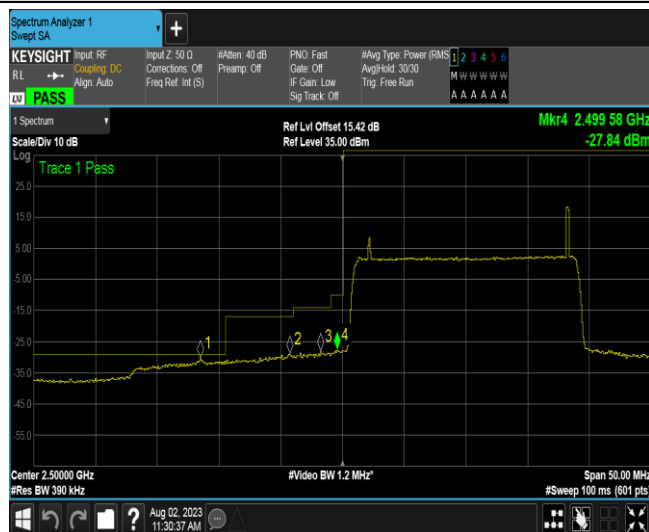 Spectrum Analyzer 1
Swept SA
KEYSIGHT Input: RF Input Z: 50 Ω #Atten: 40 dB PNO: Fast #Avg Type: Power (RMS 1 2 3 4 5 6
RL Coupling: DC Corrections: Off Preamp: Off Gate: Off Avg|Hold: 30/30 M W W W W W
Align: Auto Freq Ref: Int (S) IF Gain: Low Trig: Free Run
LXI PASS Sig Track: Off A A A A A A
1 Spectrum Ref Lvl Offset 15.42 dB Mkr4 2.499 58 GHz
Scale/Div 10 dB Ref Level 35.00 dBm -27.84 dBm
Log
Trace 1 Pass
25.0
15.0
5.00
-5.00
-15.0
-25.0
1 2 3 4
-35.0
-45.0
-55.0
Center 2.50000 GHz #Video BW 1.2 MHz* Span 50.00 MHz
#Res BW 390 kHz #Sweep 100 ms (601 pts)
? Aug 02, 2023
11:30:37 AM